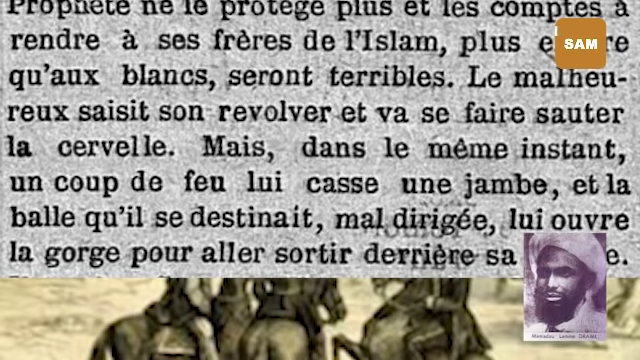 Prophète ne le protège plus et les comptes à
rendre à ses frères de l'Islam, plus
qu'aux blancs, seront terribles. Le malheu-
reux saisit son revolver et va se faire sauter
la cervelle. Mais, dans le même instant,
un coup de feu lui casse une jambe, et la
balle qu'il se destinait, mal dirigée, lui ouvre
la gorge pour aller sortir derrière sa
SAM
Mamadou Lamine DRAME